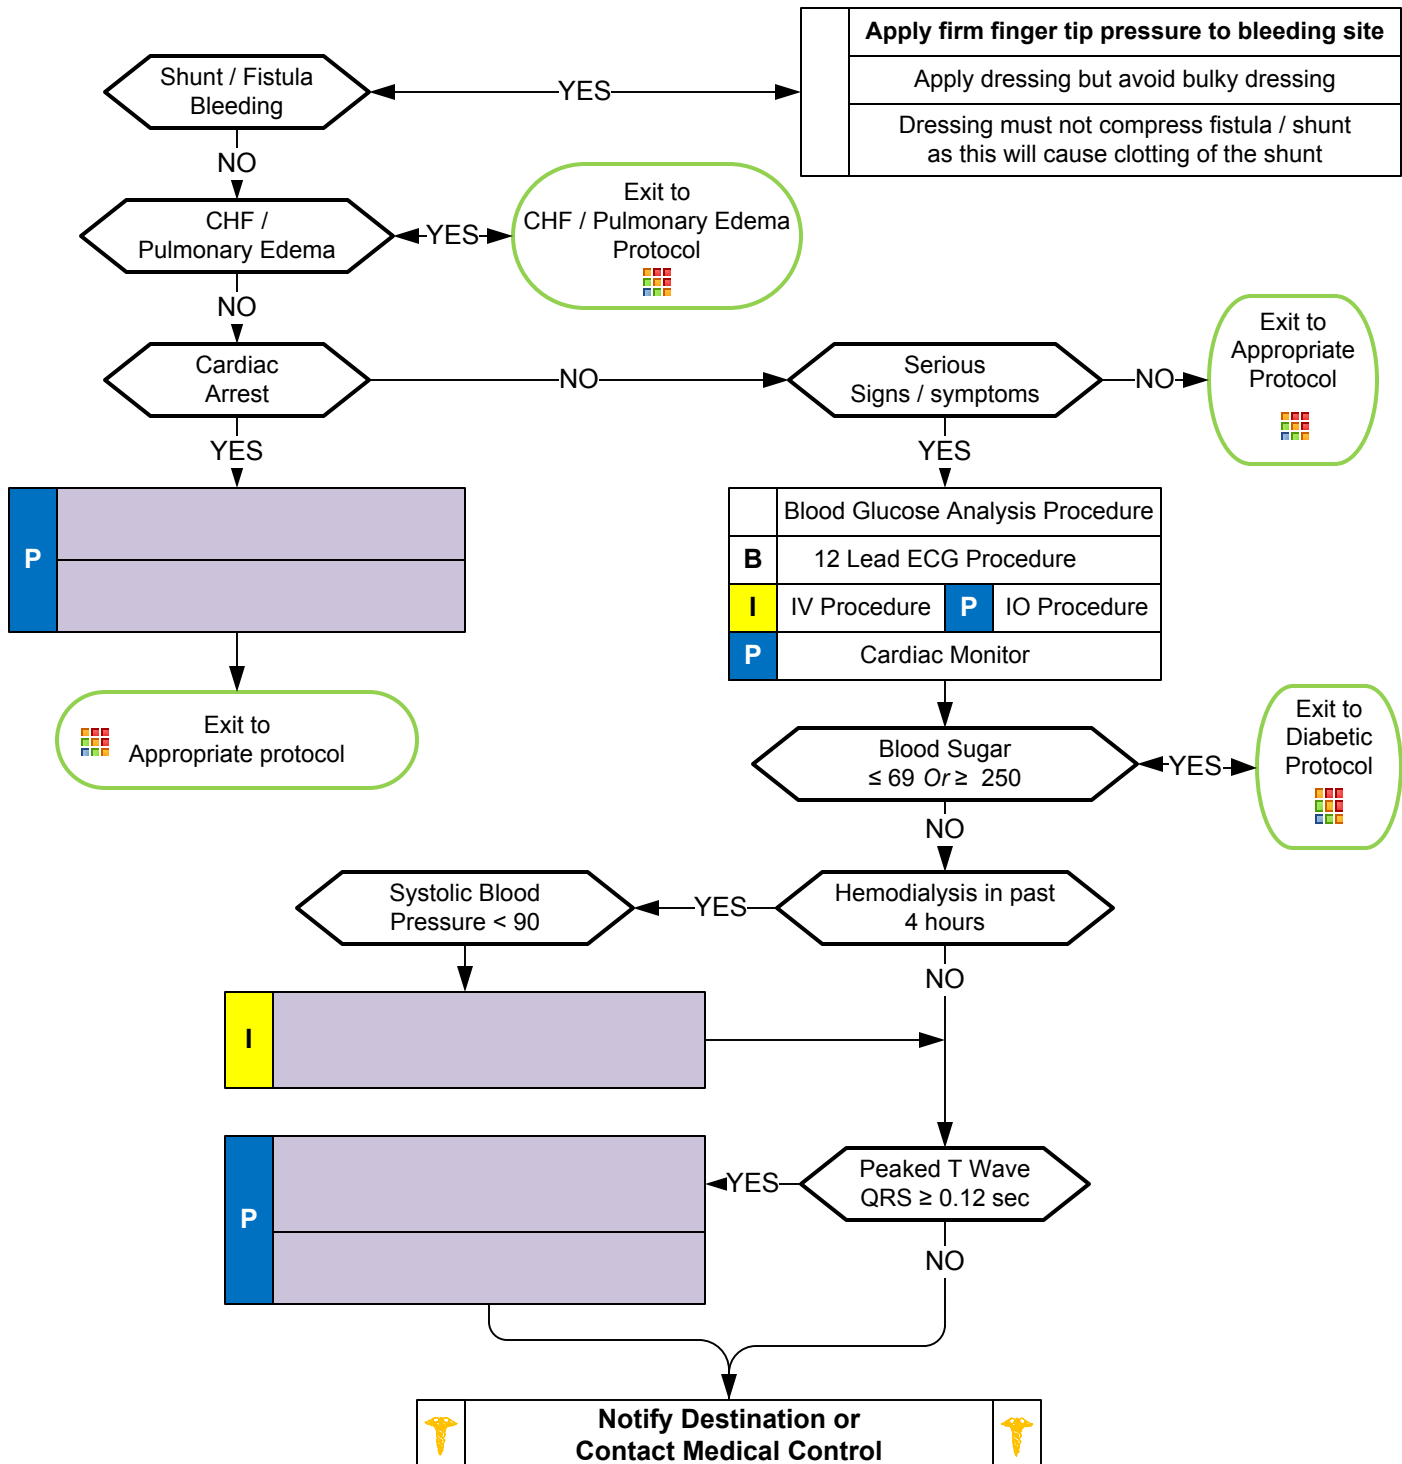 Apply firm finger tip pressure to bleeding site
Shunt / Fistula
Bleeding
YES
Apply dressing but avoid bulky dressing
Dressing must not compress fistula / shunt
as this will cause clotting of the shunt
NO
CHF /
Pulmonary Edema
YES
Exit to
CHF / Pulmonary Edema
Protocol
NO
Cardiac
Arrest
NO
Serious
Signs / symptoms
NO
Exit to
Appropriate
Protocol
YES
YES
P
Blood Glucose Analysis Procedure
B
12 Lead ECG Procedure
I
IV Procedure
P
IO Procedure
P
Cardiac Monitor
Exit to
Appropriate protocol
Blood Sugar
≤ 69 Or ≥ 250
YES
Exit to
Diabetic
Protocol
NO
Systolic Blood
Pressure < 90
YES
Hemodialysis in past
4 hours
NO
I
P
YES
Peaked T Wave
QRS ≥ 0.12 sec
NO
Notify Destination or
Contact Medical Control